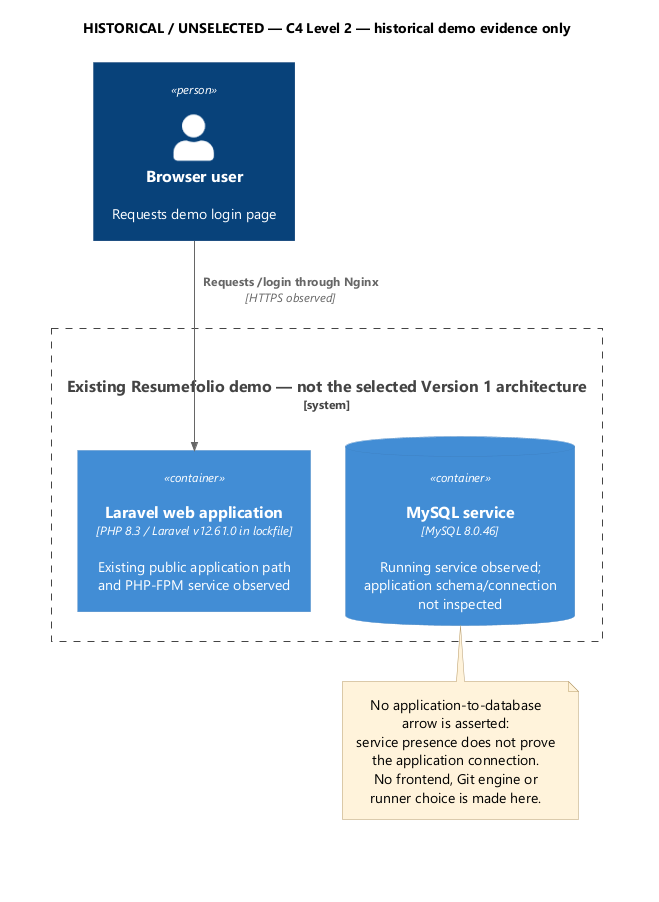 HISTORICAL / UNSELECTED — C4 Level 2 — historical demo evidence only
«person»
Browser user
Requests demo login page
Requests /login through Nginx
[HTTPS observed]
Existing Resumefolio demo — not the selected Version 1 architecture
[system]
«container»
Laravel web application
[PHP 8.3 / Laravel v12.61.0 in lockfile]
Existing public application path
and PHP-FPM service observed
«container»
MySQL service
[MySQL 8.0.46]
Running service observed;
application schema/connection
not inspected
No application-to-database
arrow is asserted:
service presence does not prove
the application connection.
No frontend, Git engine or
runner choice is made here.